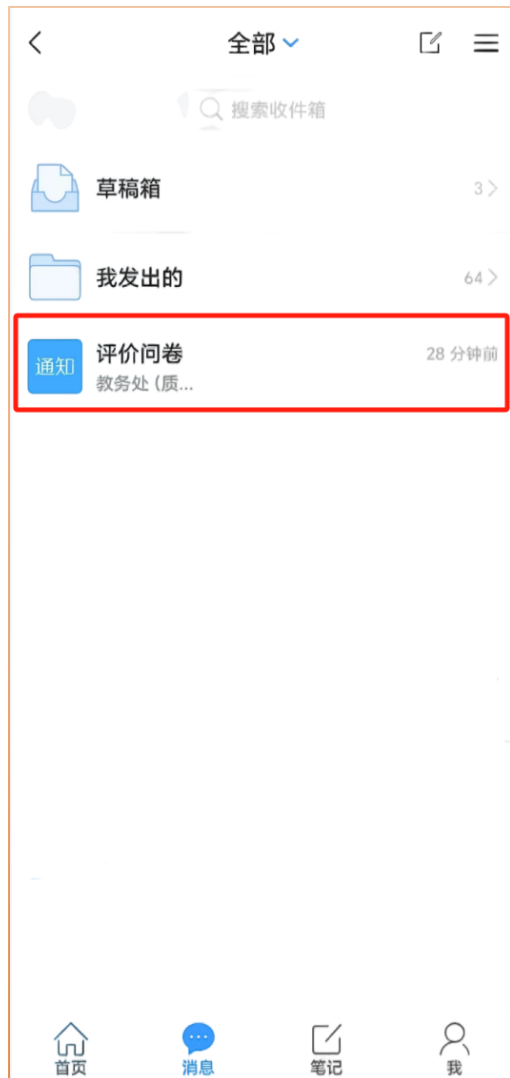 全部
搜索收件箱
草稿箱 3
我发出的 64
通知 评价问卷 28 分钟前
教务处 (质...
首页 消息 笔记 我